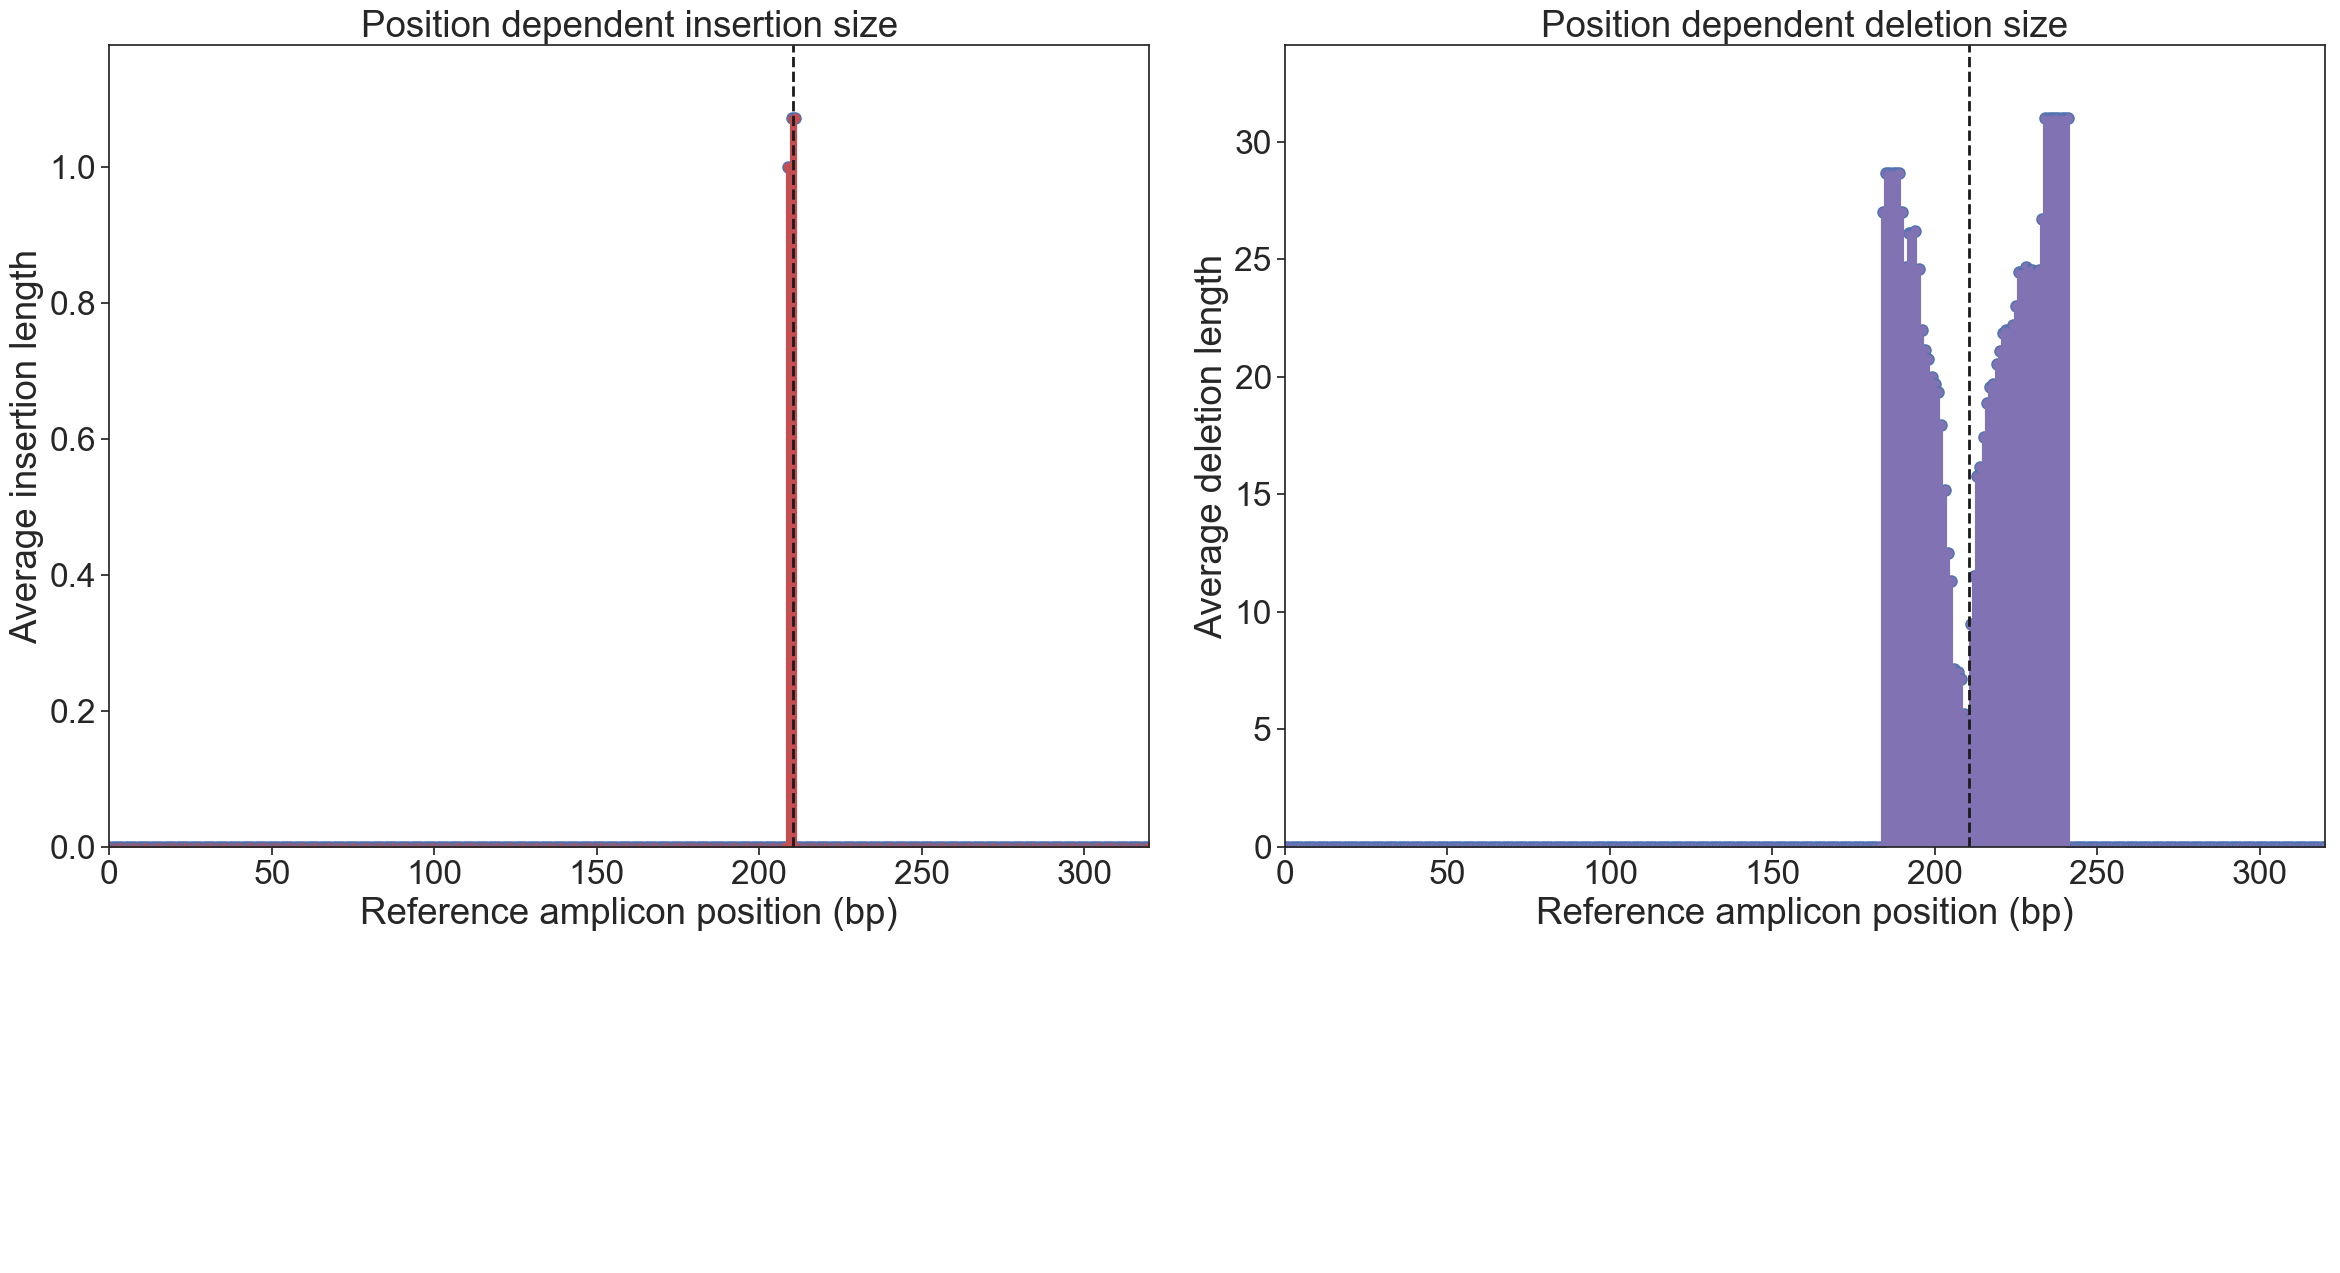 Position dependent insertion size
Average insertion length
1.0
0.8
0.6
0.4
0.2
0.0
0 50 100 150 200 250 300
Reference amplicon position (bp)
Position dependent deletion size
Average deletion length
30
25
20
15
10
5
0
0 50 100 150 200 250 300
Reference amplicon position (bp)